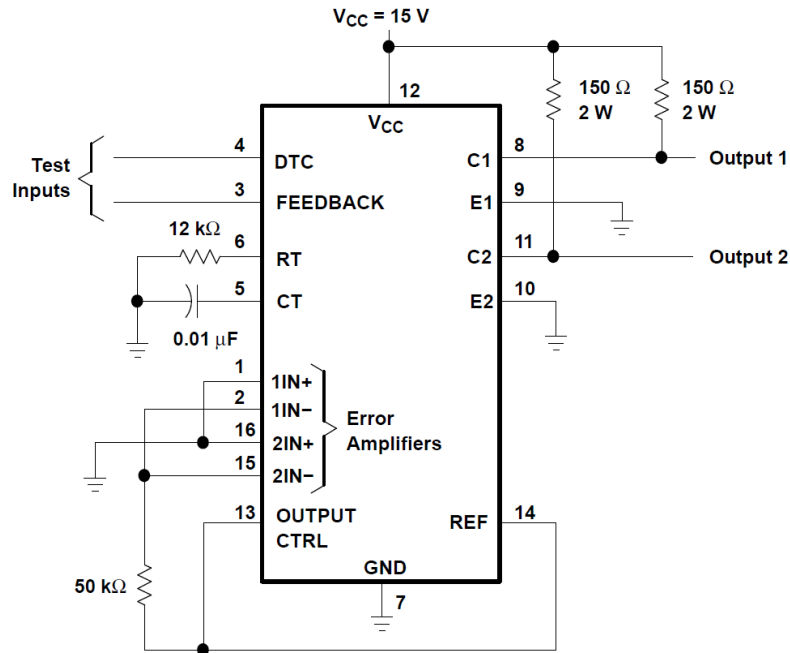 VCC = 15 V
12
VCC
150 Ω
2 W
150 Ω
2 W
Test
Inputs
4
DTC
3
FEEDBACK
12 kΩ
6
RT
5
CT
0.01 μF
C1
8
Output 1
E1
9
C2
11
Output 2
E2
10
1
1IN+
2
1IN−
16
2IN+
15
2IN−
Error
Amplifiers
13
OUTPUT
CTRL
REF
14
GND
7
50 kΩ